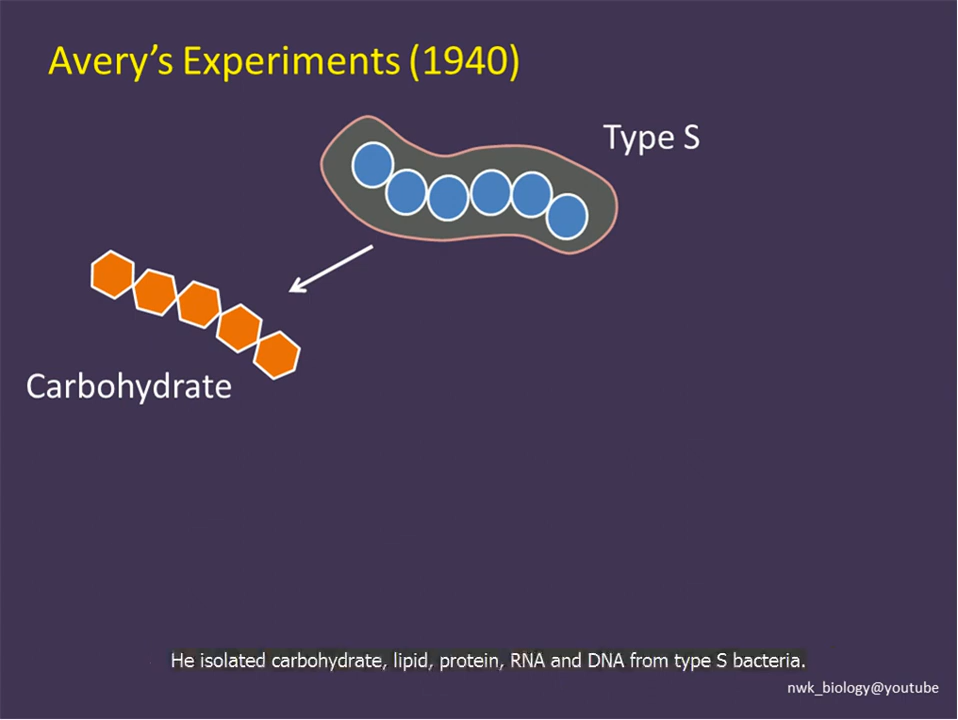 Avery’s Experiments (1940)
Type S
Carbohydrate
He isolated carbohydrate, lipid, protein, RNA and DNA from type S bacteria.
nwk_biology@youtube